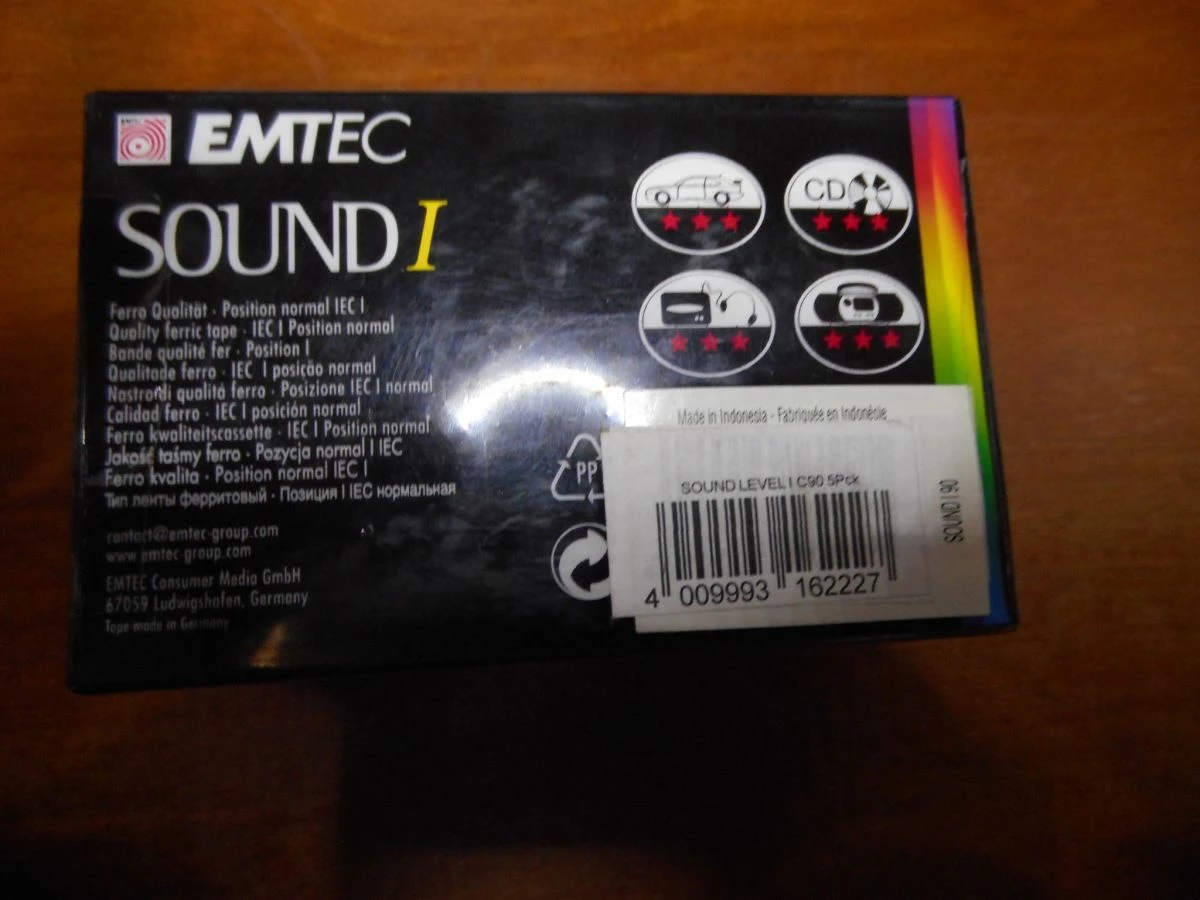 EMTEC
SOUND I
Ferro Qualität · Position normal IEC I
Quality ferric tape · IEC I Position normal
Bande qualité fer · Position I
Qualitade ferro · IEC I posição normal
Nastro di qualità ferro · Posizione IEC I normal
Calidad ferro · IEC I posición normal
Ferro kwaliteitscassette · IEC I Position normal
Jakość taśmy ferro · Pozycja normal I IEC
Ferro kvalita · Position normal IEC I
Тип ленты ферритовый · Позиция I IEC нормальная
contact@emtec-group.com
www.emtec-group.com
EMTEC Consumer Media GmbH
67059 Ludwigshafen, Germany
Tape made in Germany
CD
PP
Made in Indonesia - Fabriquée en Indonésie
SOUND LEVEL I C90 5Pck
4 009993 162227
SOUND I 90